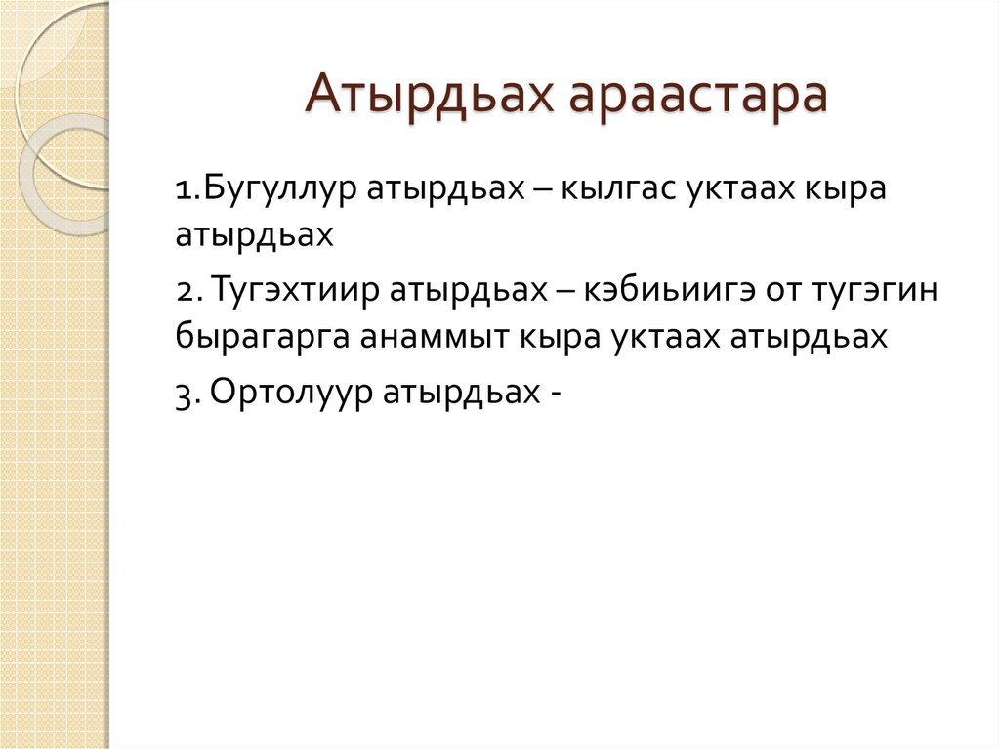 Атырдьах араастара
1.Бугуллур атырдьах – кылгас уктаах кыра
атырдьах
2. Тугэхтиир атырдьах – кэбиьиигэ от тугэгин
бырагарга анаммыт кыра уктаах атырдьах
3. Ортолуур атырдьах -